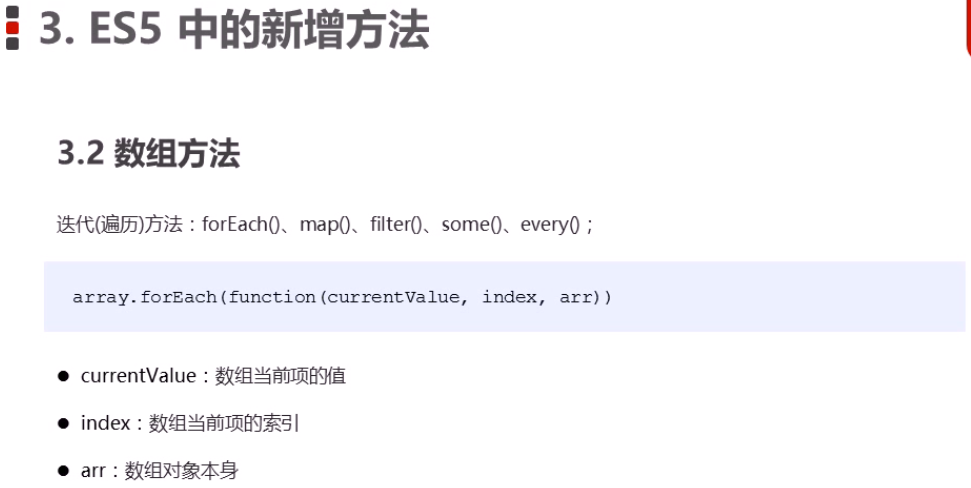 3. ES5 中的新增方法
3.2 数组方法
迭代(遍历)方法：forEach()、map()、filter()、some()、every()；
array.forEach(function(currentValue, index, arr))
● currentValue：数组当前项的值
● index：数组当前项的索引
● arr：数组对象本身